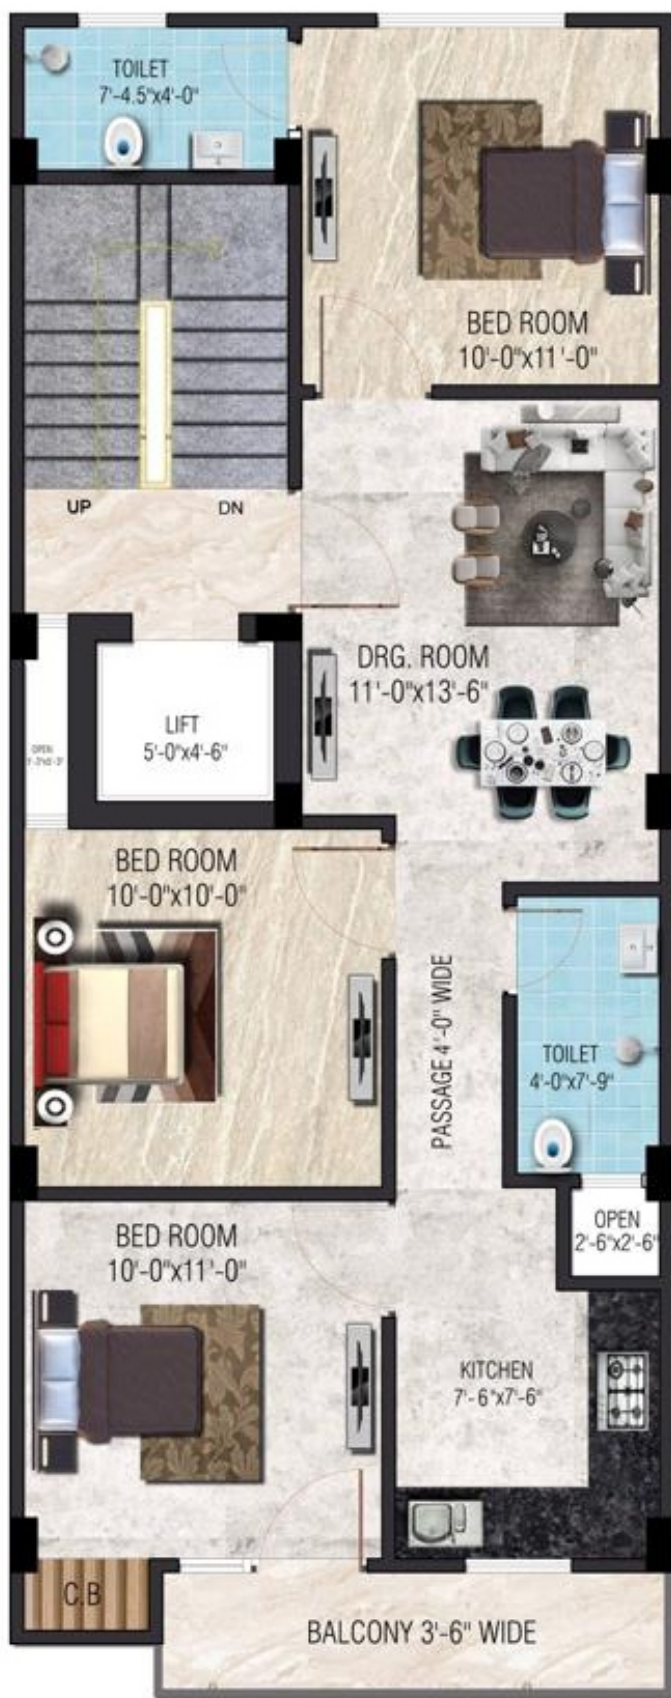 TOILET
7'-4.5"x4'-0"
BED ROOM
10'-0"x11'-0"
UP
DN
DRG. ROOM
11'-0"x13'-6"
LIFT
5'-0"x4'-6"
OPEN
BED ROOM
10'-0"x10'-0"
PASSAGE 4'-0" WIDE
TOILET
4'-0"x7'-9"
OPEN
2'-6"x2'-6"
BED ROOM
10'-0"x11'-0"
KITCHEN
7'-6"x7'-6"
C.B
BALCONY 3'-6" WIDE